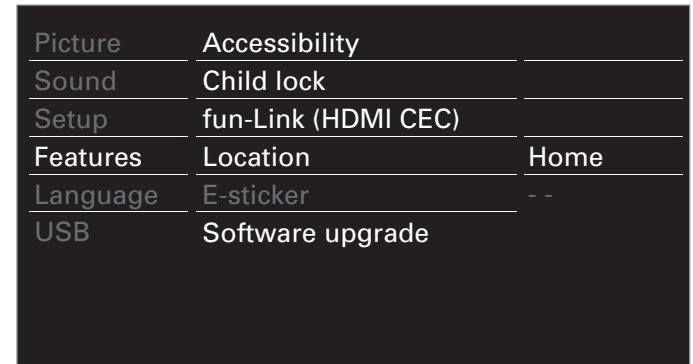 Picture Accessibility
Sound Child lock
Setup fun-Link (HDMI CEC)
Features Location Home
Language E-sticker - -
USB Software upgrade